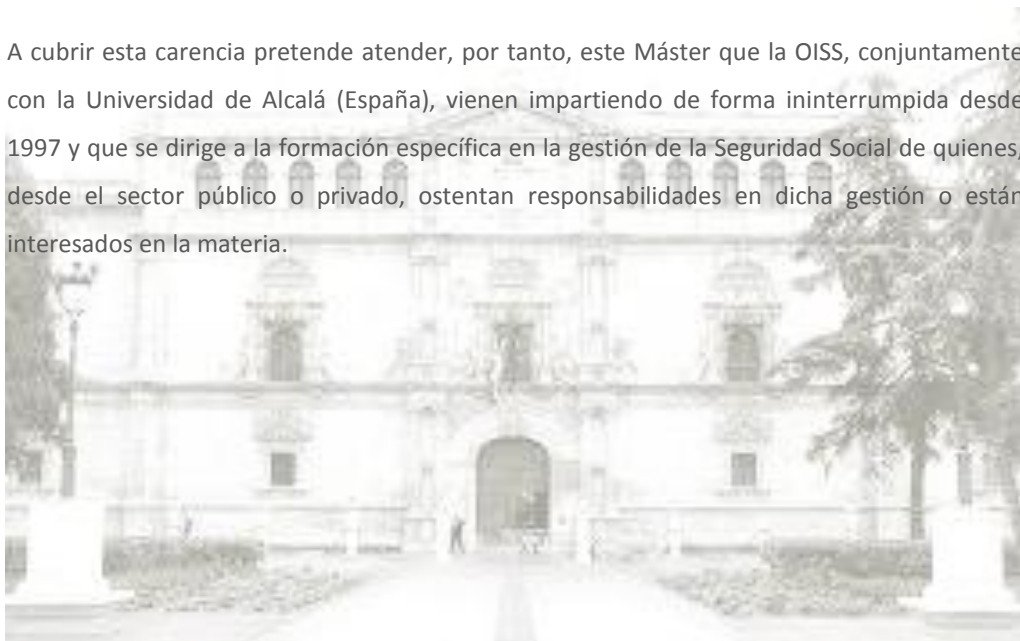 A cubrir esta carencia pretende atender, por tanto, este Máster que la OISS, conjuntamente
con la Universidad de Alcalá (España), vienen impartiendo de forma ininterrumpida desde
1997 y que se dirige a la formación específica en la gestión de la Seguridad Social de quienes,
desde el sector público o privado, ostentan responsabilidades en dicha gestión o están
interesados en la materia.